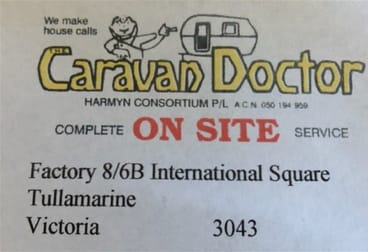 We make
house calls
THE
Caravan Doctor
HARMYN CONSORTIUM P/L A.C.N. 050 194 959
COMPLETE ON SITE SERVICE
Factory 8/6B International Square
Tullamarine
Victoria 3043